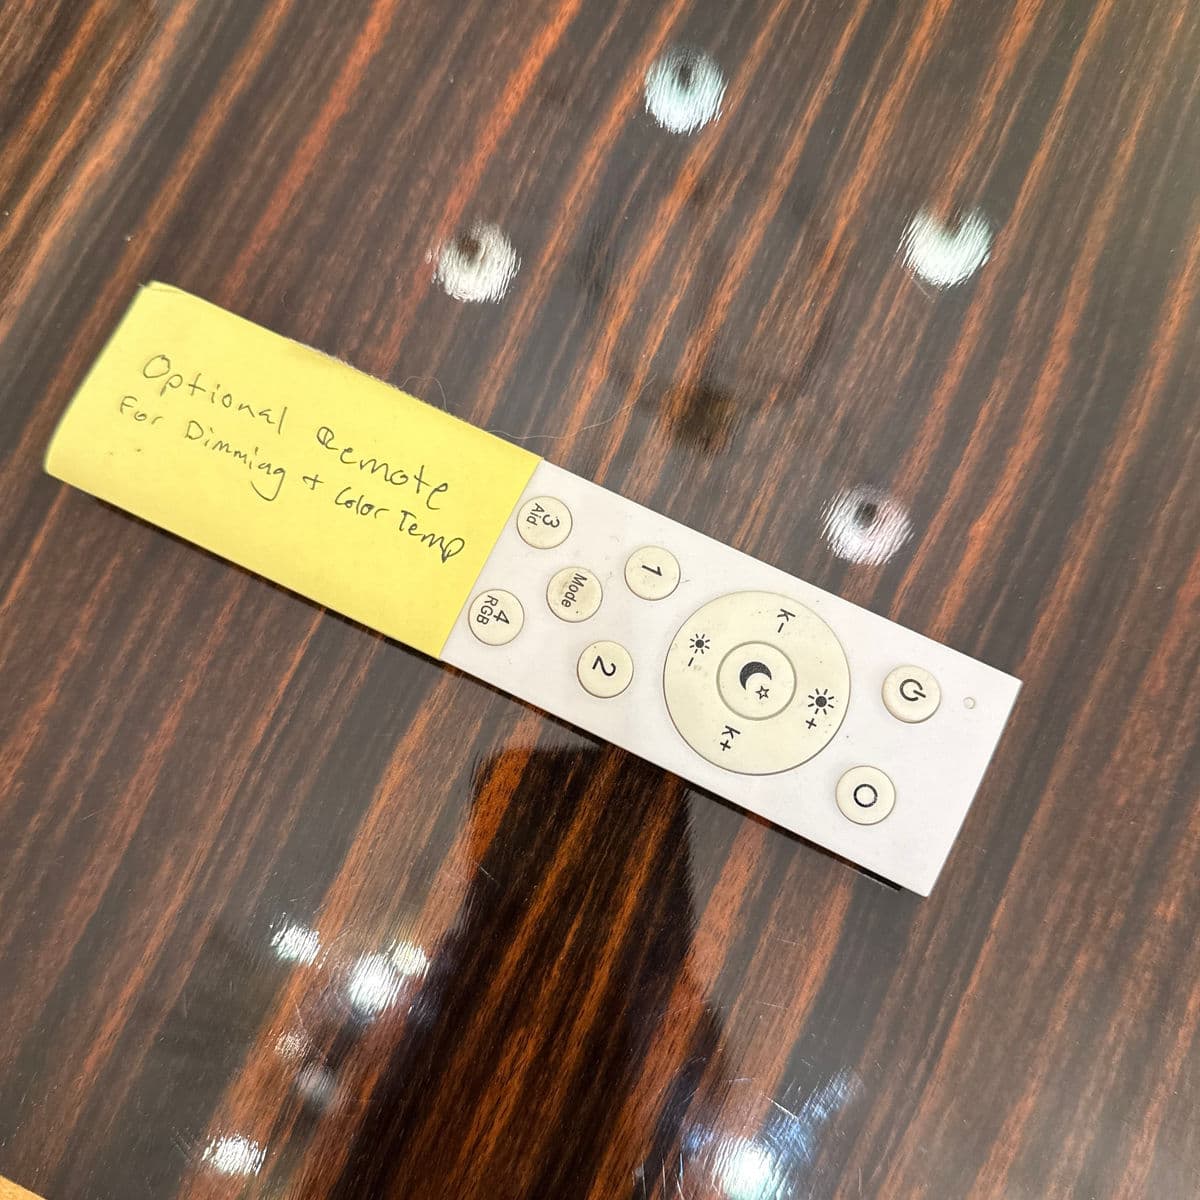 Optional Remote
For Dimming + Color Temp
K-
-
+
K+
1
2
Mode
3
Aid
4
RGB